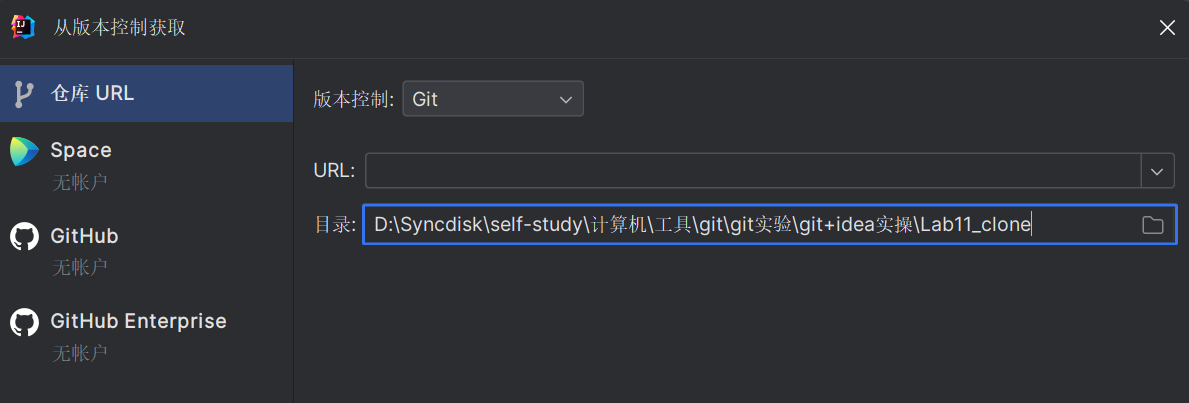 从版本控制获取
仓库 URL
Space
无帐户
GitHub
无帐户
GitHub Enterprise
无帐户
版本控制: Git
URL:
目录: D:\Syncdisk\self-study\计算机\工具\git\git实验\git+idea实操\Lab11_clone